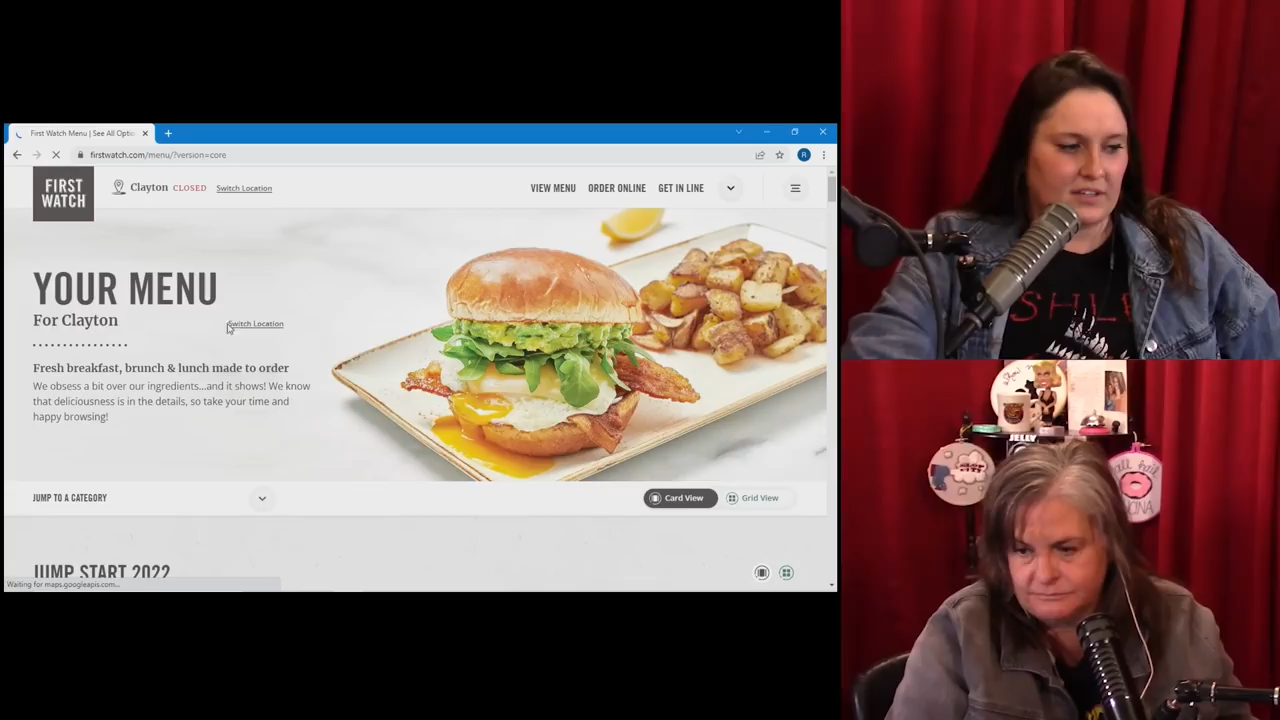 First Watch Menu | See All Optio
firstwatch.com/menu/?version=core
R
FIRST
WATCH
Clayton CLOSED Switch Location
VIEW MENU ORDER ONLINE GET IN LINE
YOUR MENU
For Clayton
Switch Location
Fresh breakfast, brunch & lunch made to order
We obsess a bit over our ingredients...and it shows! We know
that deliciousness is in the details, so take your time and
happy browsing!
JUMP TO A CATEGORY
Card View Grid View
JUMP START 2022
Waiting for maps.googleapis.com...
JELLY
all hail